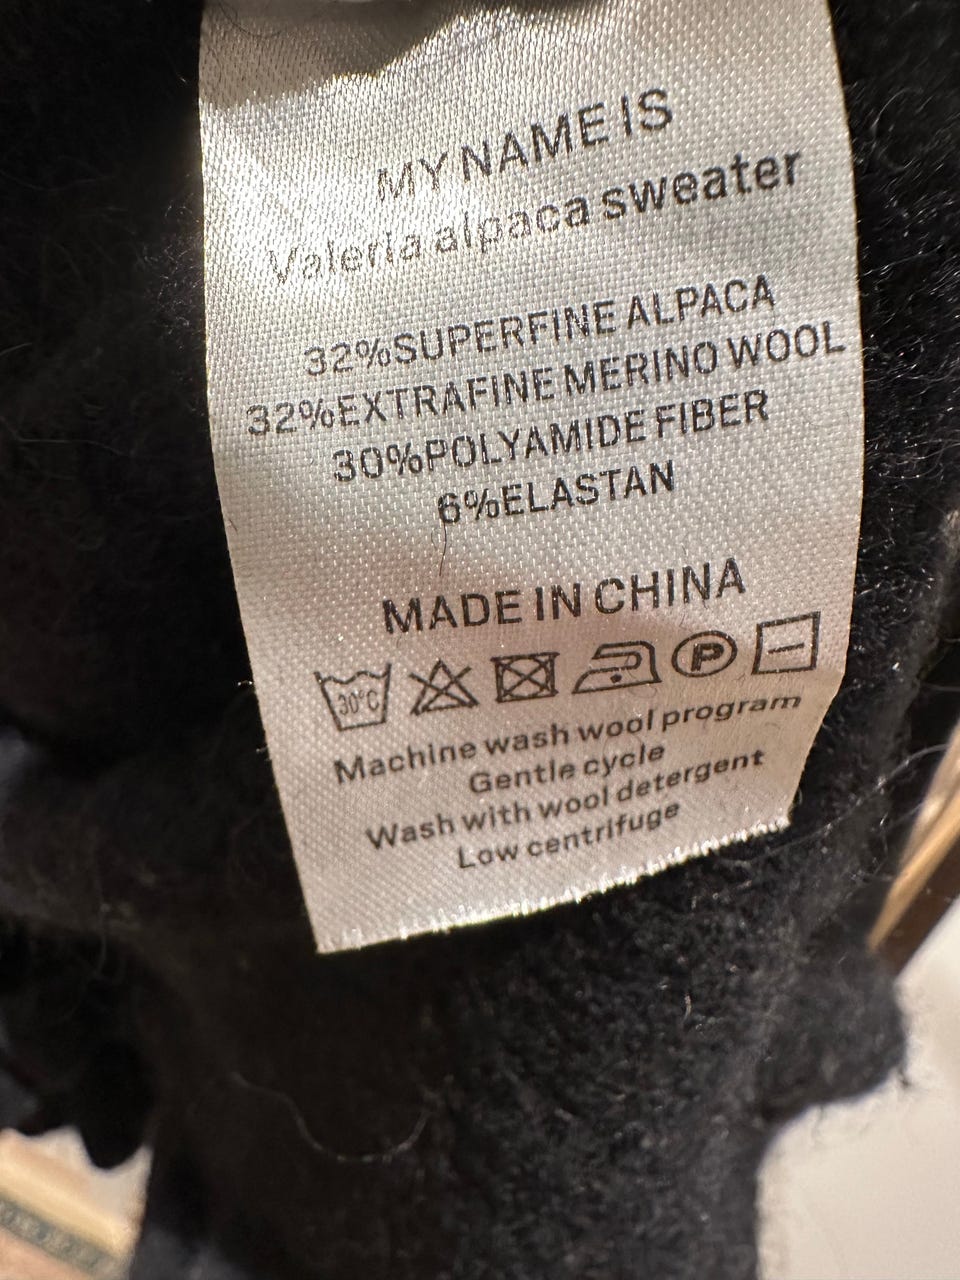 MY NAME IS
Valeria alpaca sweater
32%SUPERFINE ALPACA
32%EXTRAFINE MERINO WOOL
30%POLYAMIDE FIBER
6%ELASTAN
MADE IN CHINA
30°C P
Machine wash wool program
Gentle cycle
Wash with wool detergent
Low centrifuge